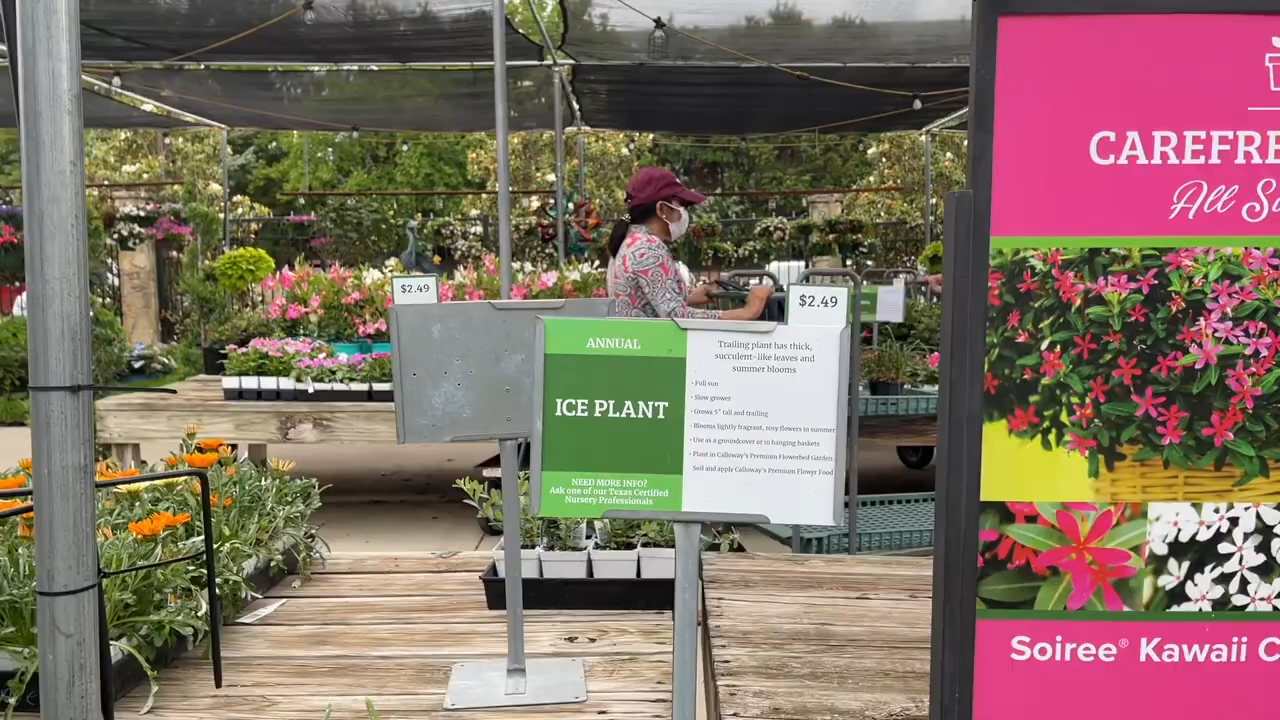 $2.49
$2.49
ANNUAL
ICE PLANT
NEED MORE INFO?
Ask one of our Texas Certified
Nursery Professionals
Trailing plant has thick,
succulent-like leaves and
summer blooms
· Full sun
· Slow grower
· Grows 5" tall and trailing
· Blooms lightly fragrant, rosy flowers in summer
· Use as a groundcover or in hanging baskets
· Plant in Calloway's Premium Flowerbed Garden
Soil and apply Calloway's Premium Flower Food
CAREFRE
All Su
Soiree® Kawaii C